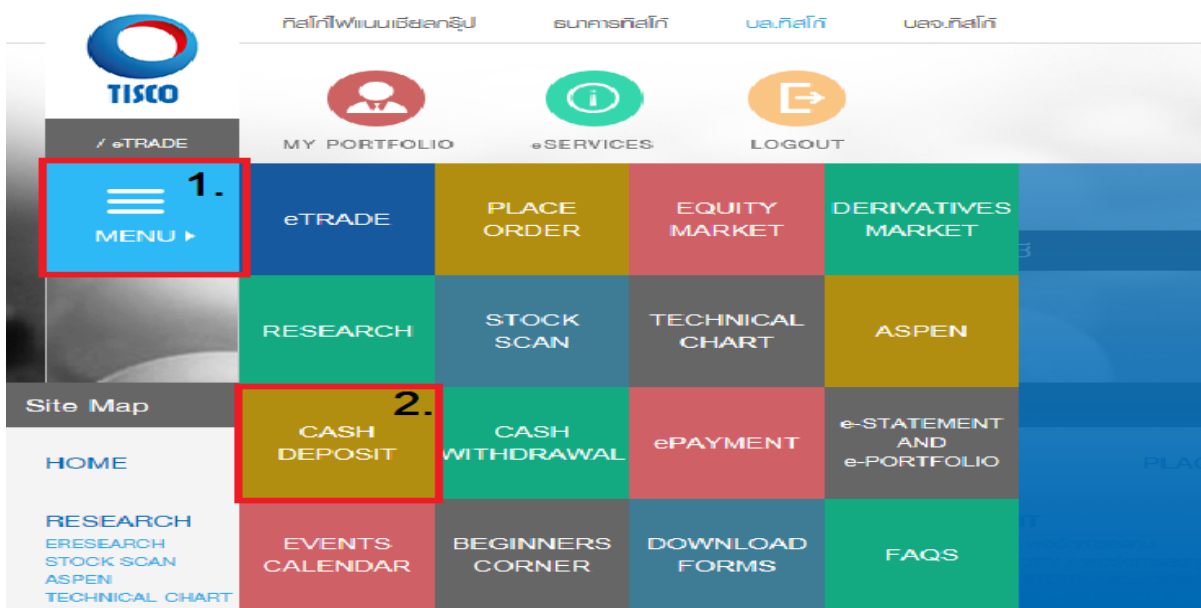 ทิสโก้ไฟแนนเชียลกรุ๊ป ธนาคารทิสโก้ บล.ทิสโก้ บลจ.ทิสโก้
TISCO
/ eTRADE
MY PORTFOLIO eSERVICES LOGOUT
1.
MENU
eTRADE
PLACE
ORDER
EQUITY
MARKET
DERIVATIVES
MARKET
RESEARCH
STOCK
SCAN
TECHNICAL
CHART
ASPEN
Site Map
2.
CASH
DEPOSIT
CASH
WITHDRAWAL
ePAYMENT
e-STATEMENT
AND
e-PORTFOLIO
HOME
RESEARCH
ERESEARCH
STOCK SCAN
ASPEN
TECHNICAL CHART
EVENTS
CALENDAR
BEGINNERS
CORNER
DOWNLOAD
FORMS
FAQS